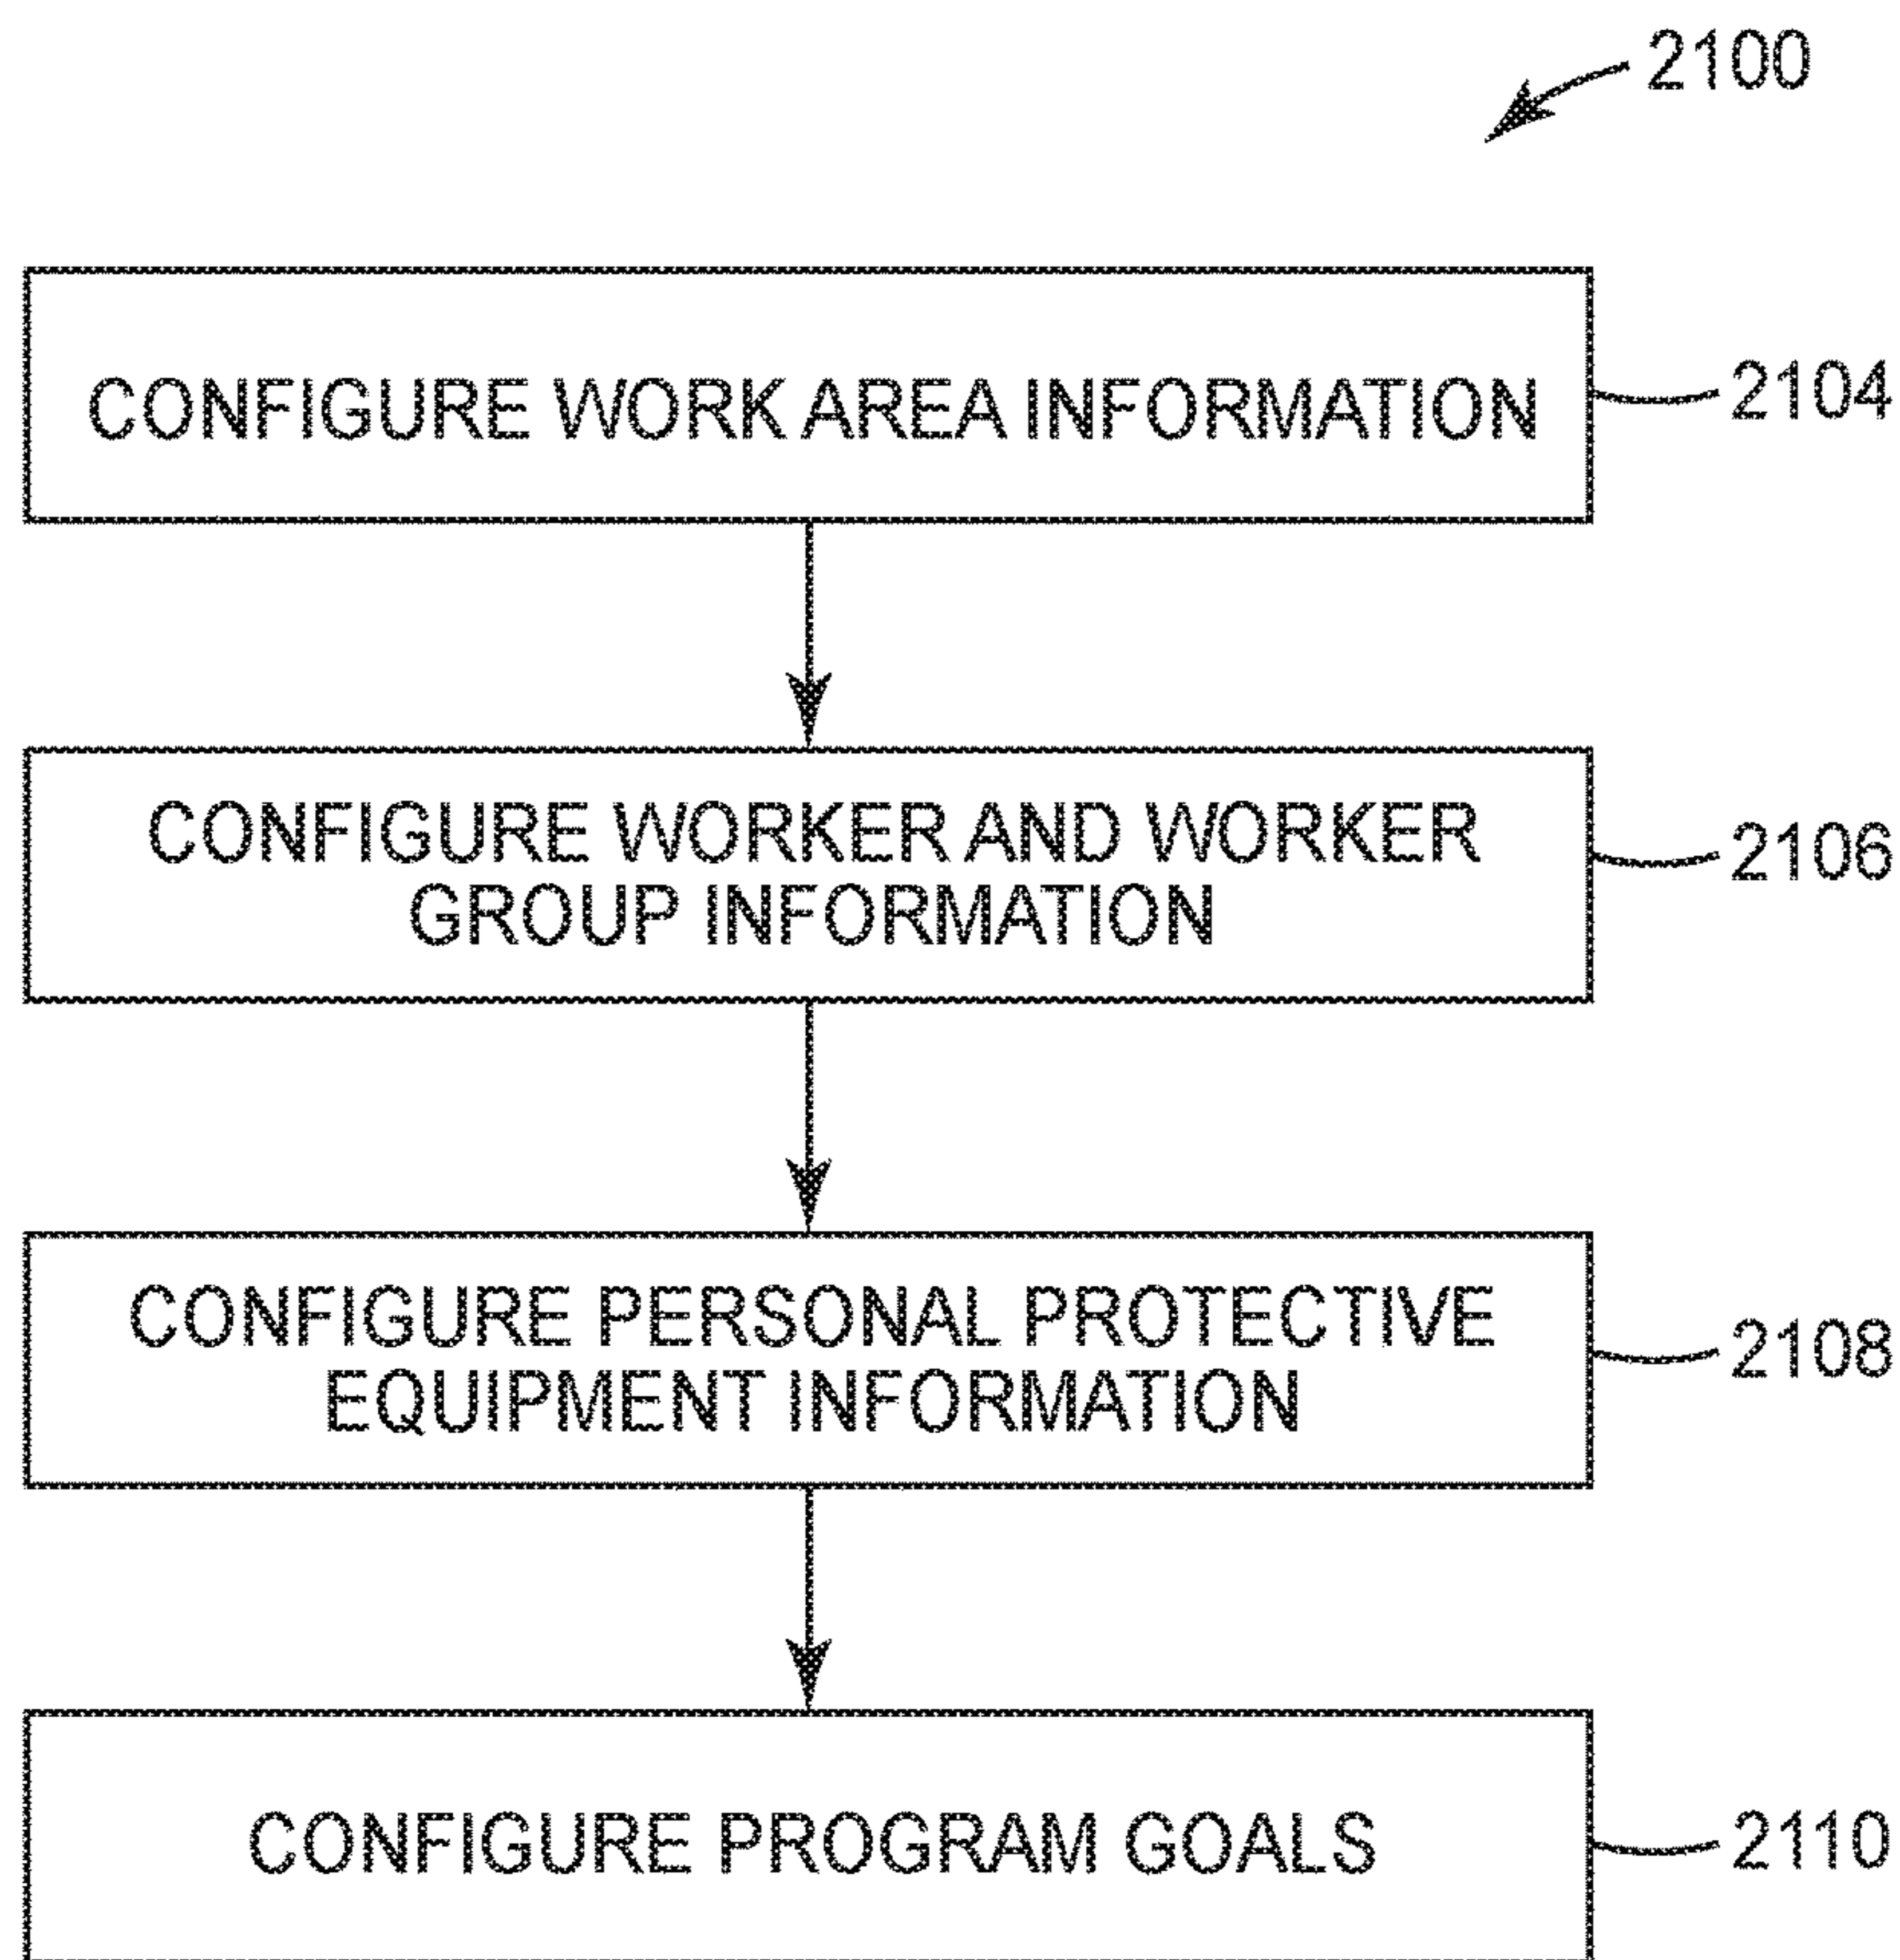 2100
CONFIGURE WORK AREA INFORMATION
2104
CONFIGURE WORKER AND WORKER
GROUP INFORMATION
2106
CONFIGURE PERSONAL PROTECTIVE
EQUIPMENT INFORMATION
2108
CONFIGURE PROGRAM GOALS
2110